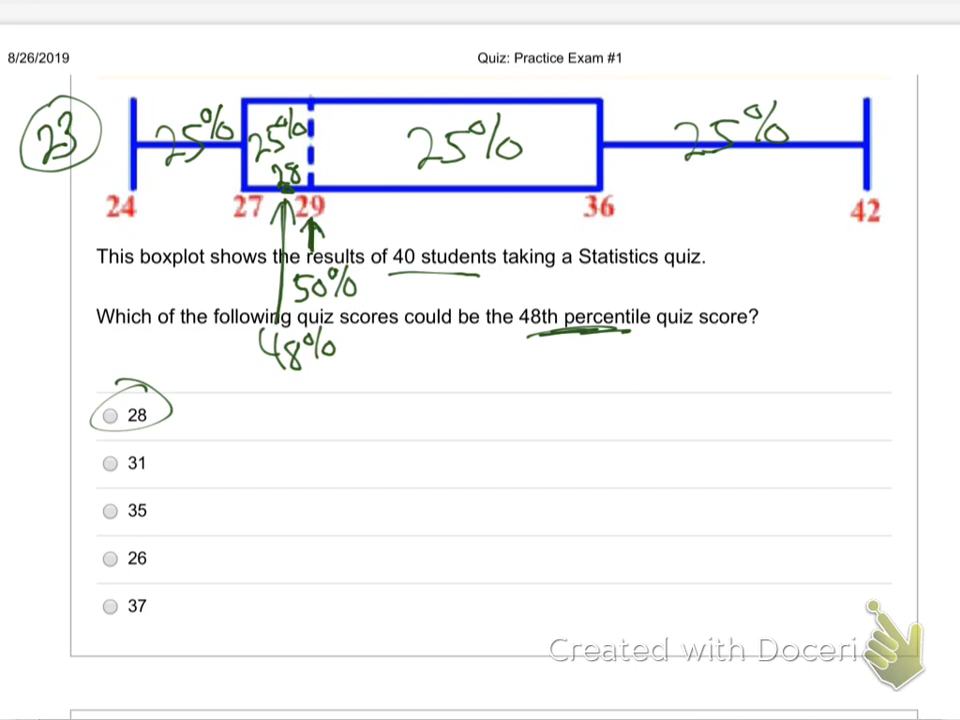 8/26/2019 Quiz: Practice Exam #1
23
25% 25% 25% 25%
28
24 27 29 36 42
This boxplot shows the results of 40 students taking a Statistics quiz.
50%
Which of the following quiz scores could be the 48th percentile quiz score?
48%
28
31
35
26
37
Created with Doceri